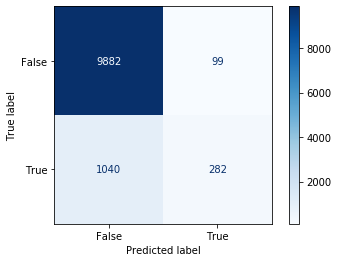 False
True
True label
9882
99
1040
282
False
True
Predicted label
8000
6000
4000
2000